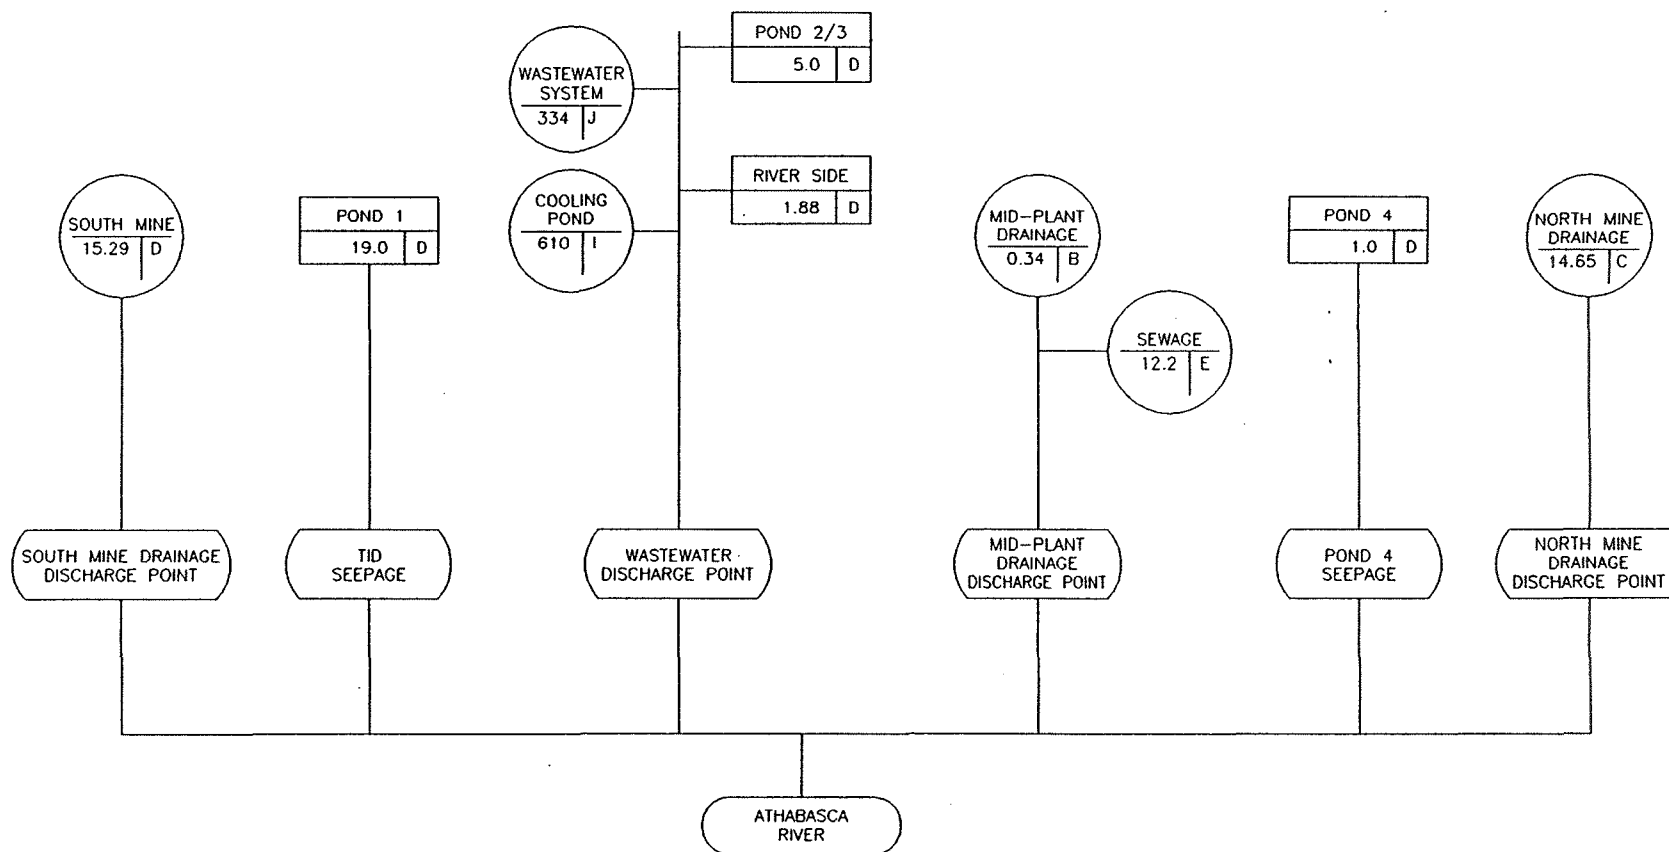 POND 2/3
5.0 D
WASTEWATER
SYSTEM
334 J
RIVER SIDE
1.88 D
COOLING
POND
610 I
SOUTH MINE
15.29 D
POND 1
19.0 D
MID-PLANT
DRAINAGE
0.34 B
POND 4
1.0 D
NORTH MINE
DRAINAGE
14.65 C
SEWAGE
12.2 E
SOUTH MINE DRAINAGE
DISCHARGE POINT
TID
SEEPAGE
WASTEWATER
DISCHARGE POINT
MID-PLANT
DRAINAGE
DISCHARGE POINT
POND 4
SEEPAGE
NORTH MINE
DRAINAGE
DISCHARGE POINT
ATHABASCA
RIVER